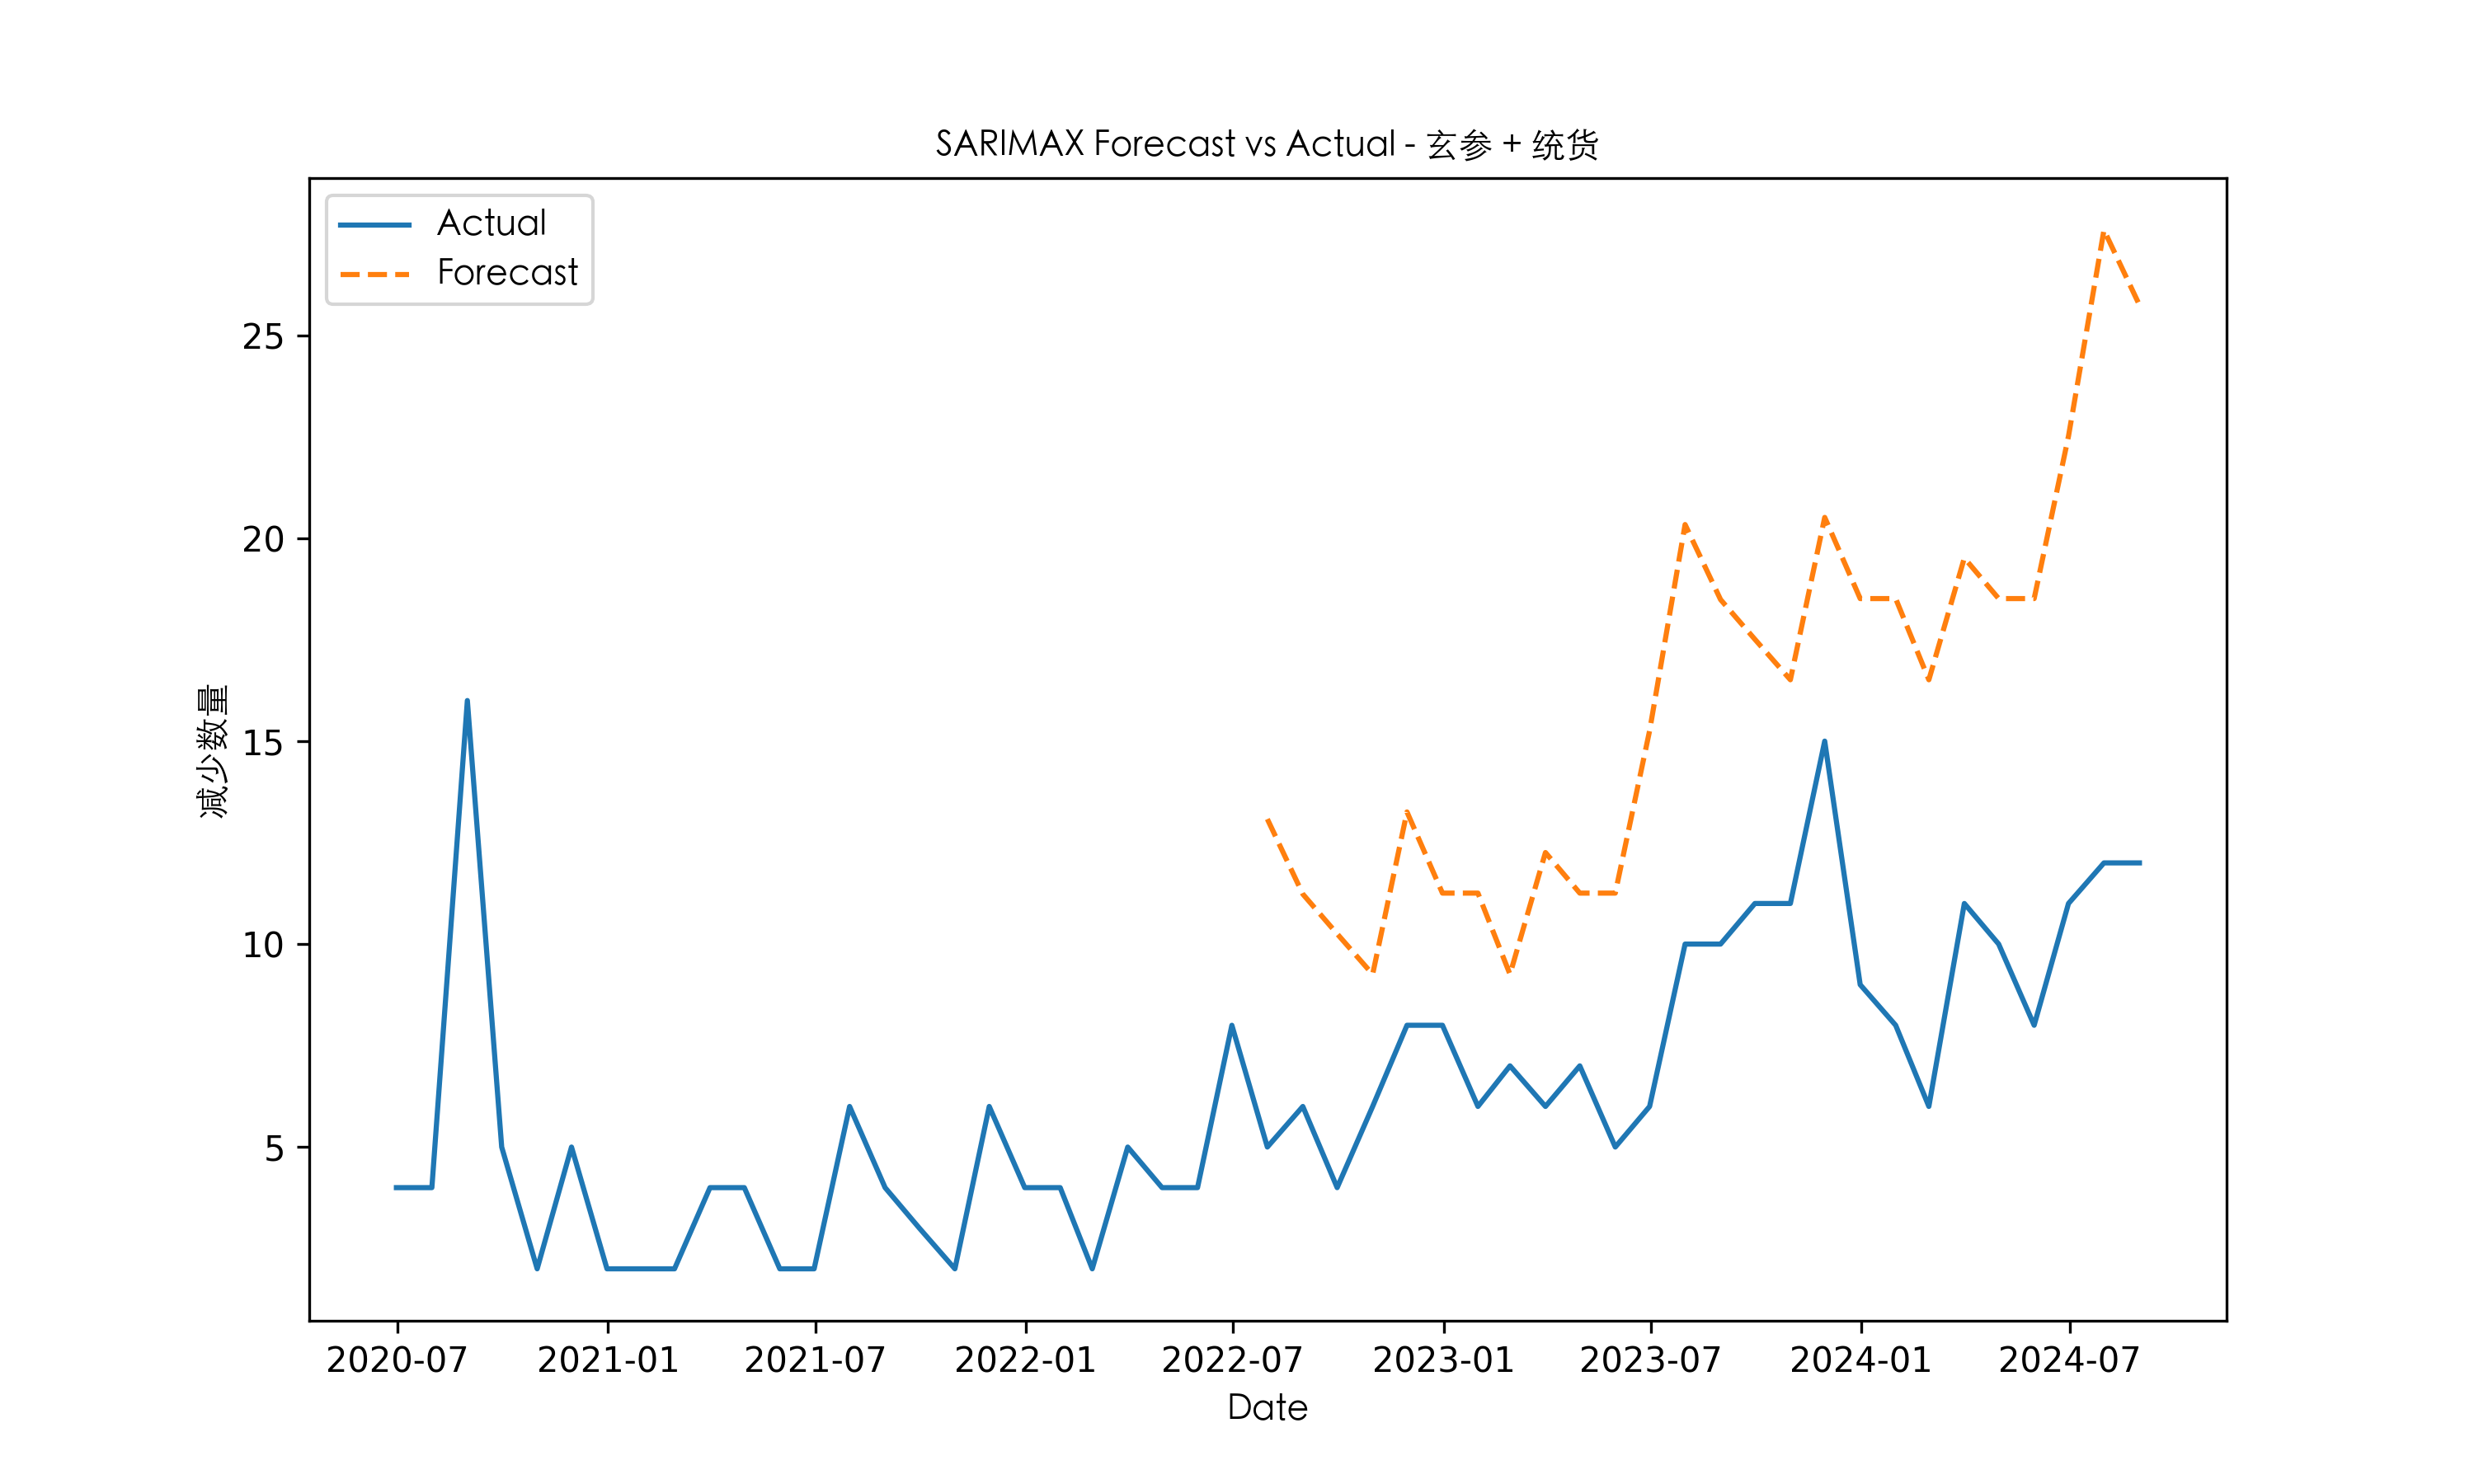 SARIMAX Forecast vs Actual - 玄参 + 统货
Actual
Forecast
减少数量
25
20
15
10
5
2020-07 2021-01 2021-07 2022-01 2022-07 2023-01 2023-07 2024-01 2024-07
Date